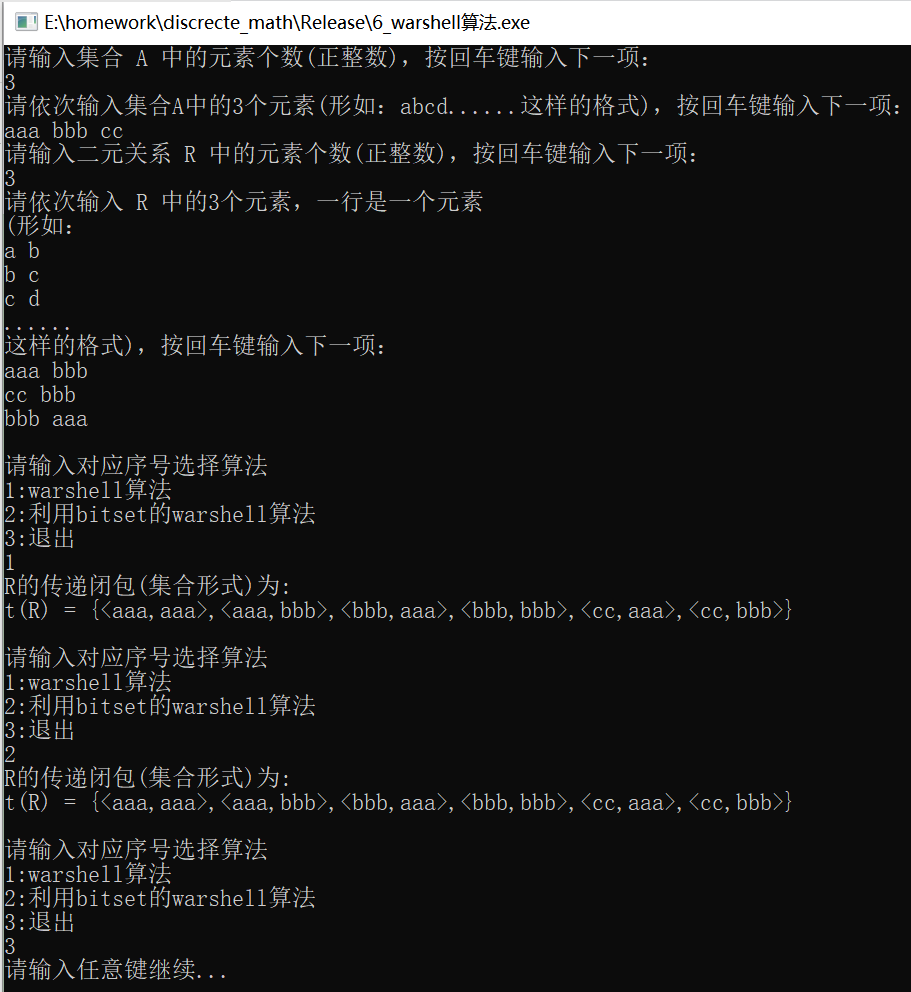 E:\homework\discrecte_math\Release\6_warshell算法.exe
请输入集合 A 中的元素个数(正整数)，按回车键输入下一项：
3
请依次输入集合A中的3个元素(形如：abcd......这样的格式)，按回车键输入下一项：
aaa bbb cc
请输入二元关系 R 中的元素个数(正整数)，按回车键输入下一项：
3
请依次输入 R 中的3个元素，一行是一个元素
(形如：
a b
b c
c d
......
这样的格式)，按回车键输入下一项：
aaa bbb
cc bbb
bbb aaa
请输入对应序号选择算法
1:warshell算法
2:利用bitset的warshell算法
3:退出
1
R的传递闭包(集合形式)为:
t(R) = {<aaa,aaa>,<aaa,bbb>,<bbb,aaa>,<bbb,bbb>,<cc,aaa>,<cc,bbb>}
请输入对应序号选择算法
1:warshell算法
2:利用bitset的warshell算法
3:退出
2
R的传递闭包(集合形式)为:
t(R) = {<aaa,aaa>,<aaa,bbb>,<bbb,aaa>,<bbb,bbb>,<cc,aaa>,<cc,bbb>}
请输入对应序号选择算法
1:warshell算法
2:利用bitset的warshell算法
3:退出
3
请输入任意键继续...